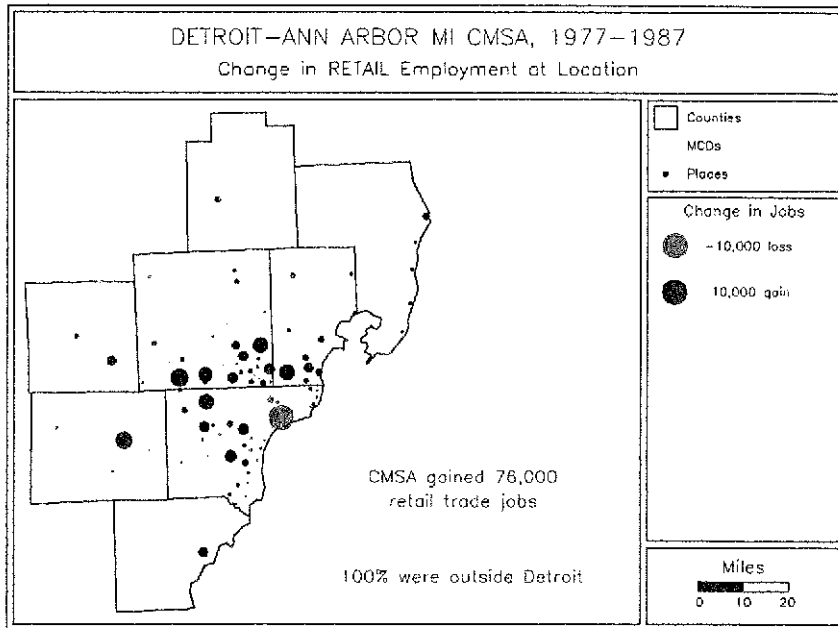 DETROIT-ANN ARBOR MI CMSA, 1977-1987
Change in RETAIL Employment at Location
Counties
MCDs
Places
Change in Jobs
-10,000 loss
10,000 gain
CMSA gained 76,000
retail trade jobs
100% were outside Detroit
Miles
0 10 20